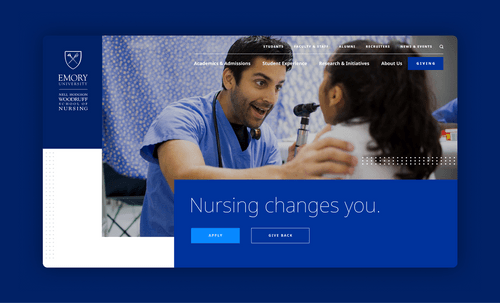 STUDENTS FACULTY & STAFF ALUMNI RECRUITERS NEWS & EVENTS
Academics & Admissions Student Experience Research & Initiatives About Us GIVING
EMORY
UNIVERSITY
NELL HODGSON
WOODRUFF
SCHOOL OF
NURSING
Nursing changes you.
APPLY GIVE BACK